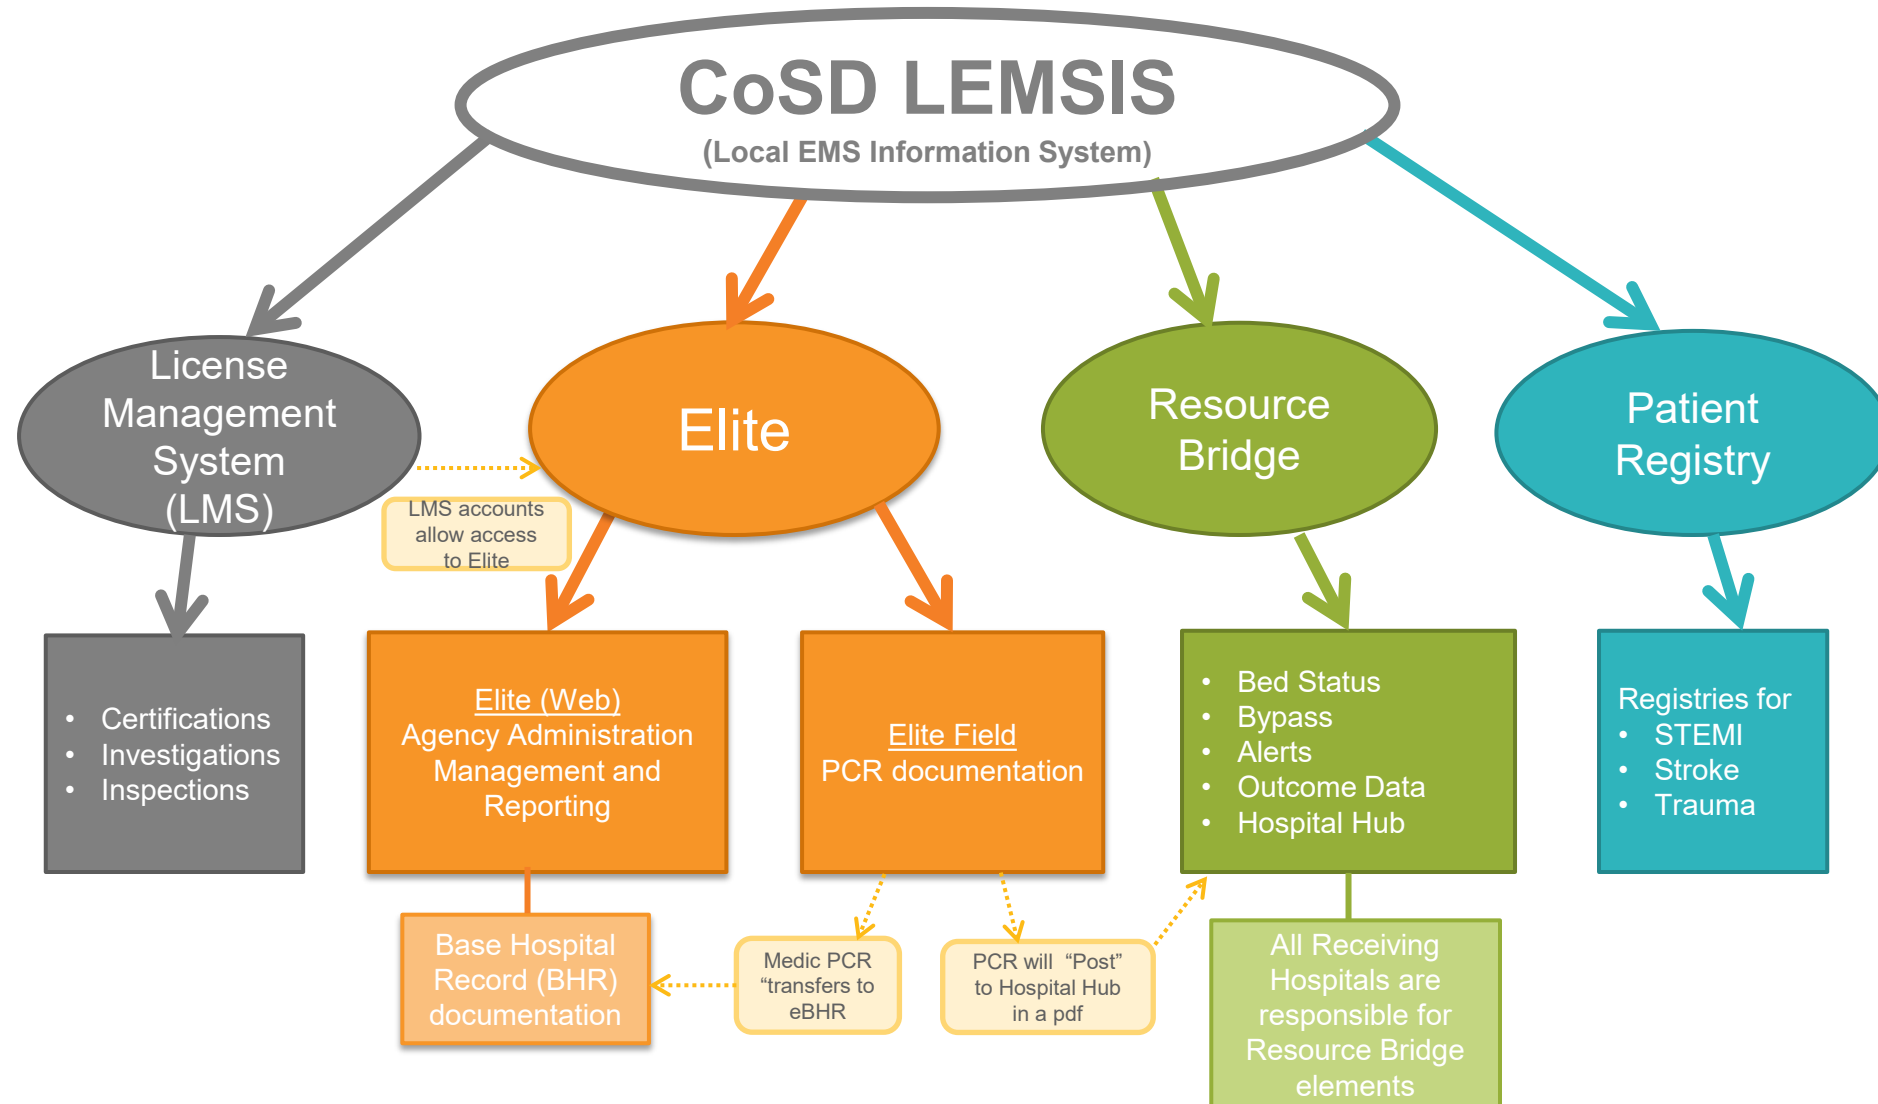 CoSD LEMSIS
(Local EMS Information System)
License
Management
System
(LMS)
Elite
Resource
Bridge
Patient
Registry
LMS accounts
allow access
to Elite
• Certifications
• Investigations
• Inspections
Elite (Web)
Agency Administration
Management and
Reporting
Elite Field
PCR documentation
• Bed Status
• Bypass
• Alerts
• Outcome Data
• Hospital Hub
Registries for
• STEMI
• Stroke
• Trauma
Base Hospital
Record (BHR)
documentation
Medic PCR
“transfers to
eBHR
PCR will “Post”
to Hospital Hub
in a pdf
All Receiving
Hospitals are
responsible for
Resource Bridge
elements